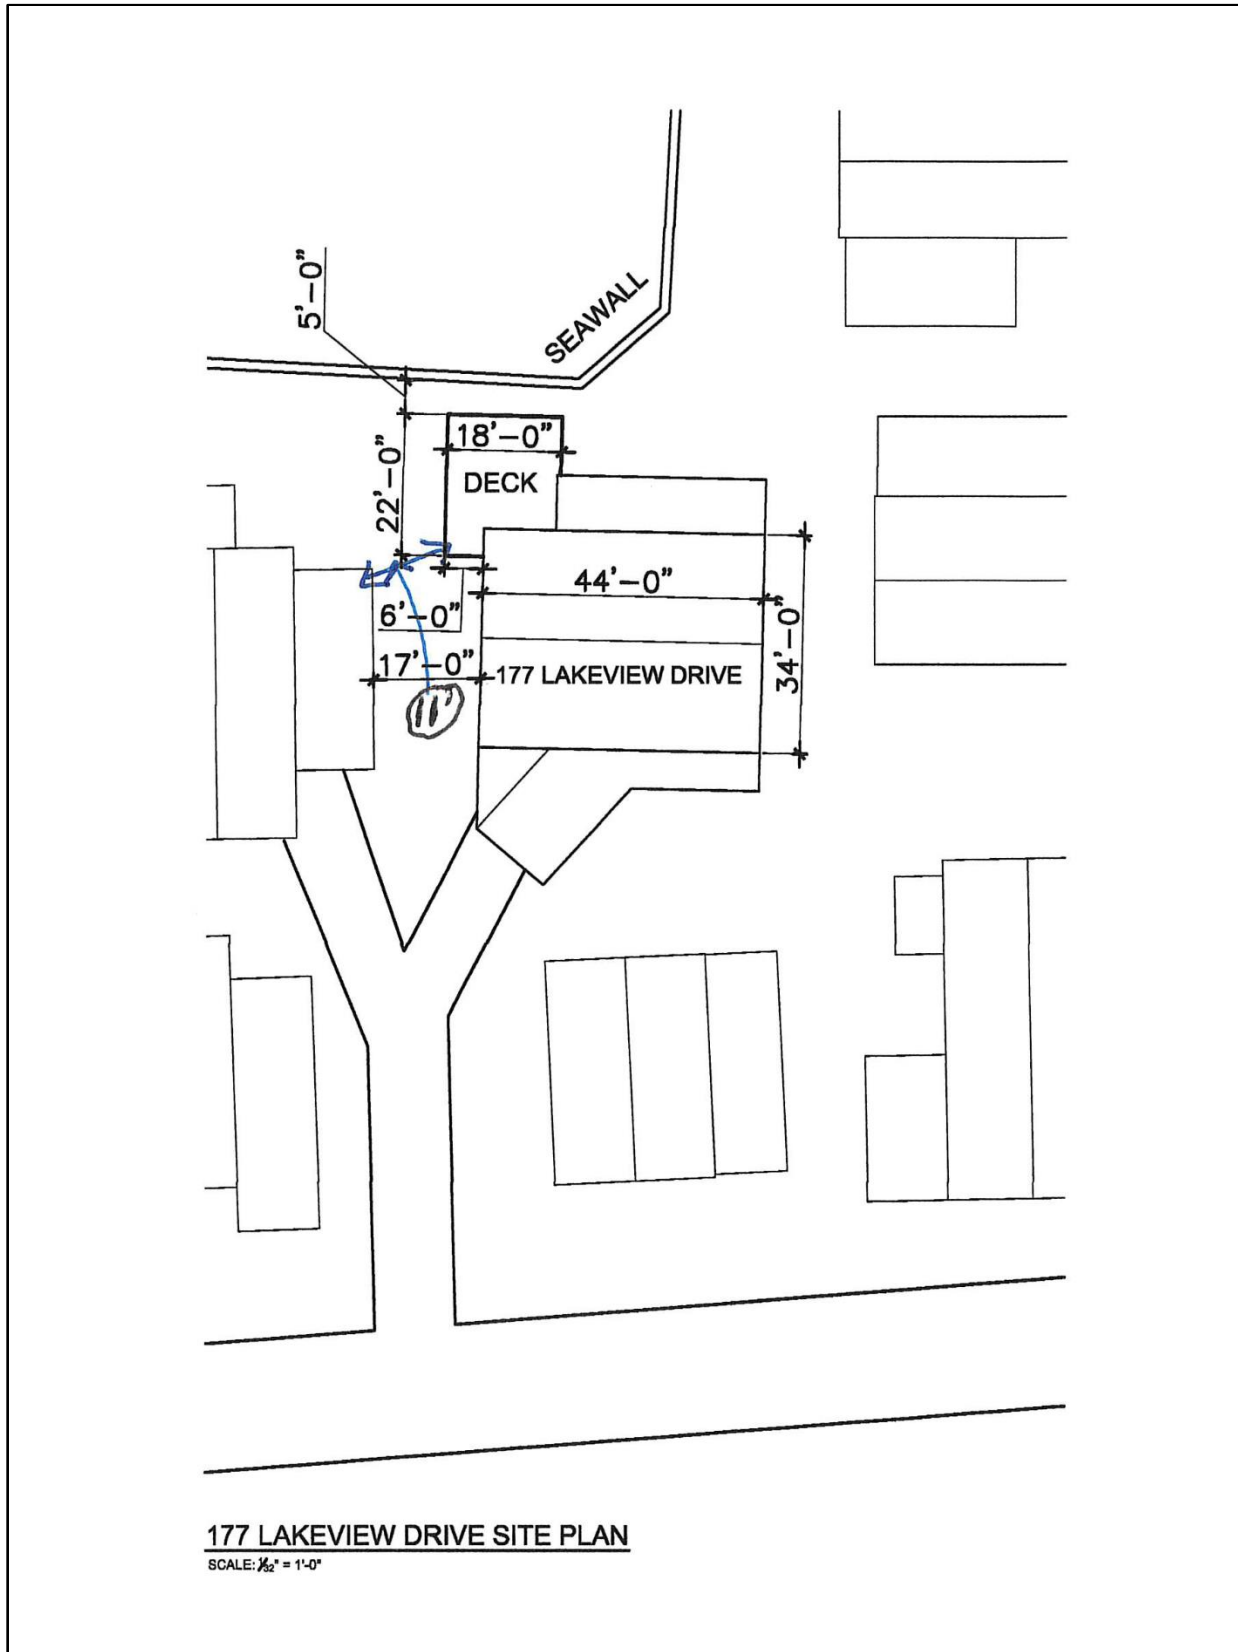 5'-0"
SEAWALL
18'-0"
22'-0"
DECK
44'-0"
6'-0"
34'-0"
17'-0"
177 LAKEVIEW DRIVE
11'
177 LAKEVIEW DRIVE SITE PLAN
SCALE: 1/32" = 1'-0"